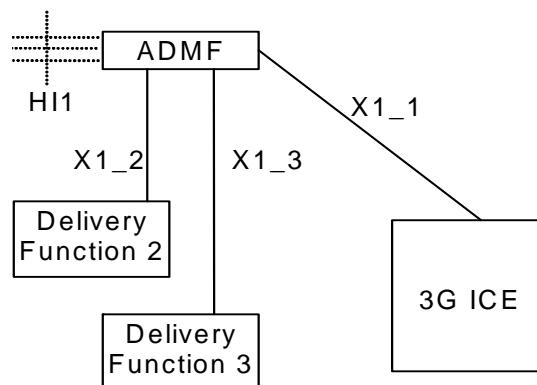 ADMF
HI1
X1_1
X1_2
X1_3
Delivery
Function 2
3G ICE
Delivery
Function 3